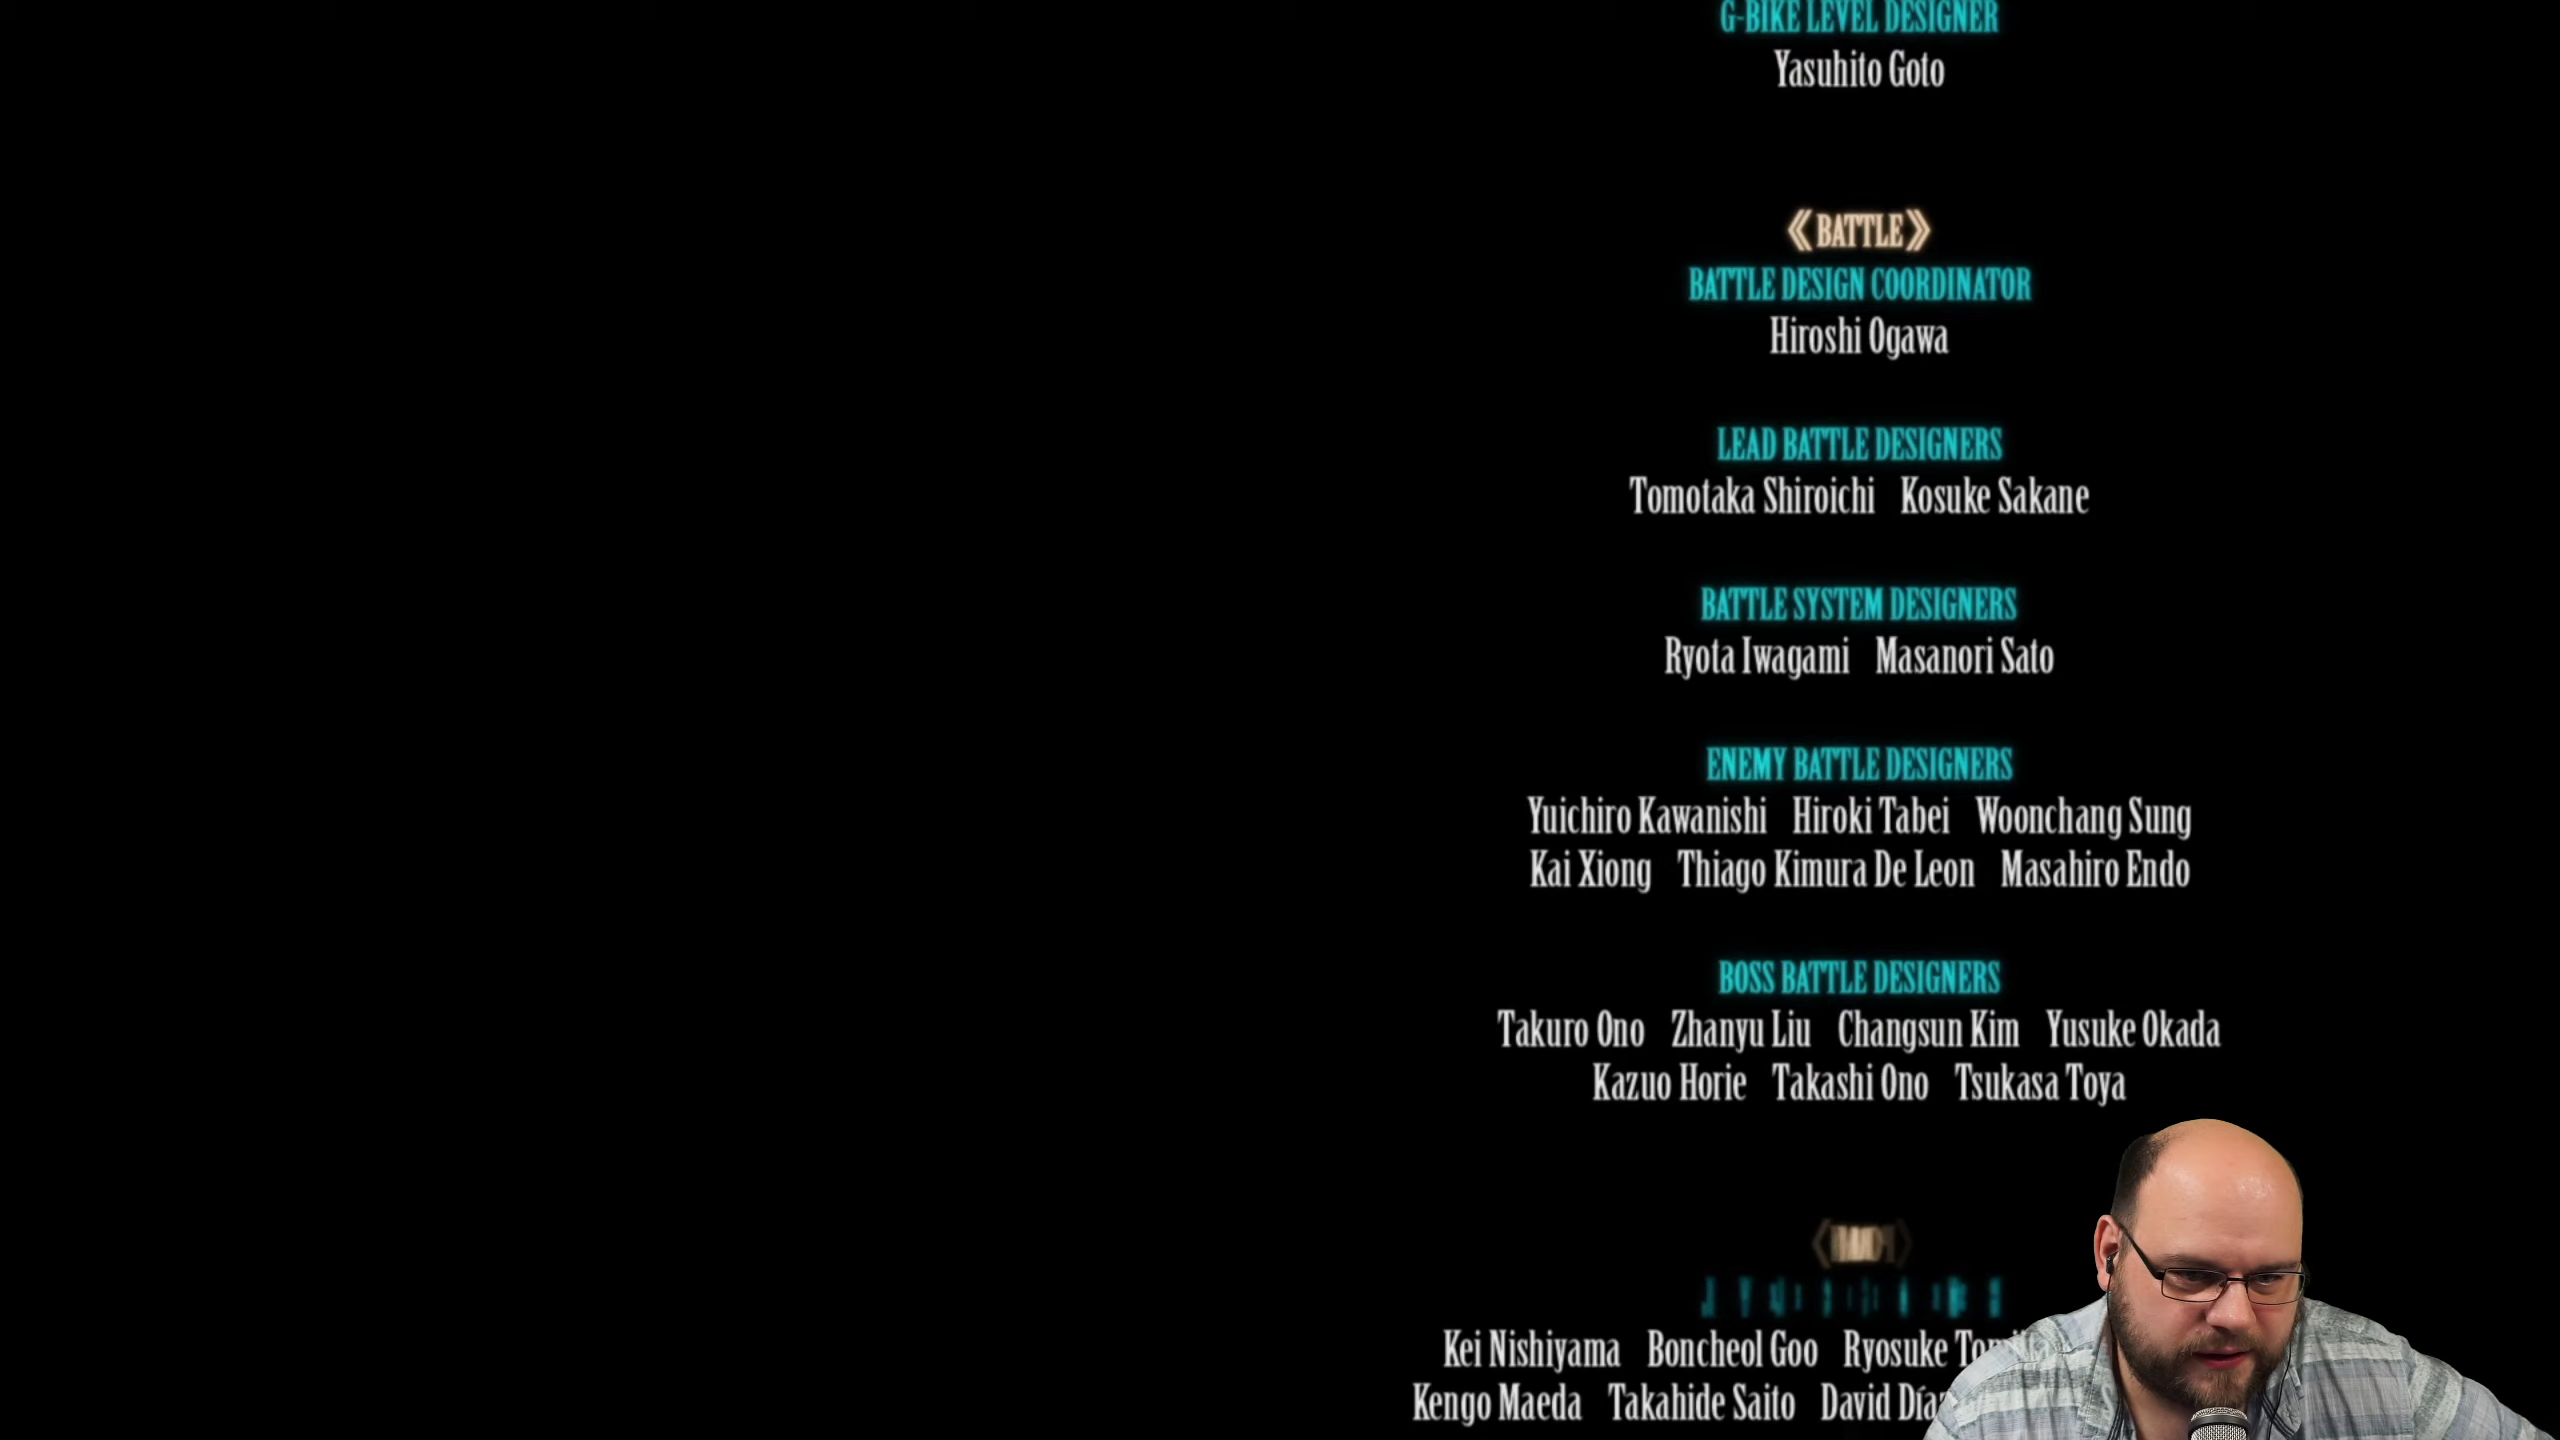 G-BIKE LEVEL DESIGNER
Yasuhito Goto
《BATTLE》
BATTLE DESIGN COORDINATOR
Hiroshi Ogawa
LEAD BATTLE DESIGNERS
Tomotaka Shiroichi Kosuke Sakane
BATTLE SYSTEM DESIGNERS
Ryota Iwagami Masanori Sato
ENEMY BATTLE DESIGNERS
Yuichiro Kawanishi Hiroki Tabei Woonchang Sung
Kai Xiong Thiago Kimura De Leon Masahiro Endo
BOSS BATTLE DESIGNERS
Takuro Ono Zhanyu Liu Changsun Kim Yusuke Okada
Kazuo Horie Takashi Ono Tsukasa Toya
Kei Nishiyama Boncheol Goo Ryosuke
Kengo Maeda Takahide Saito David